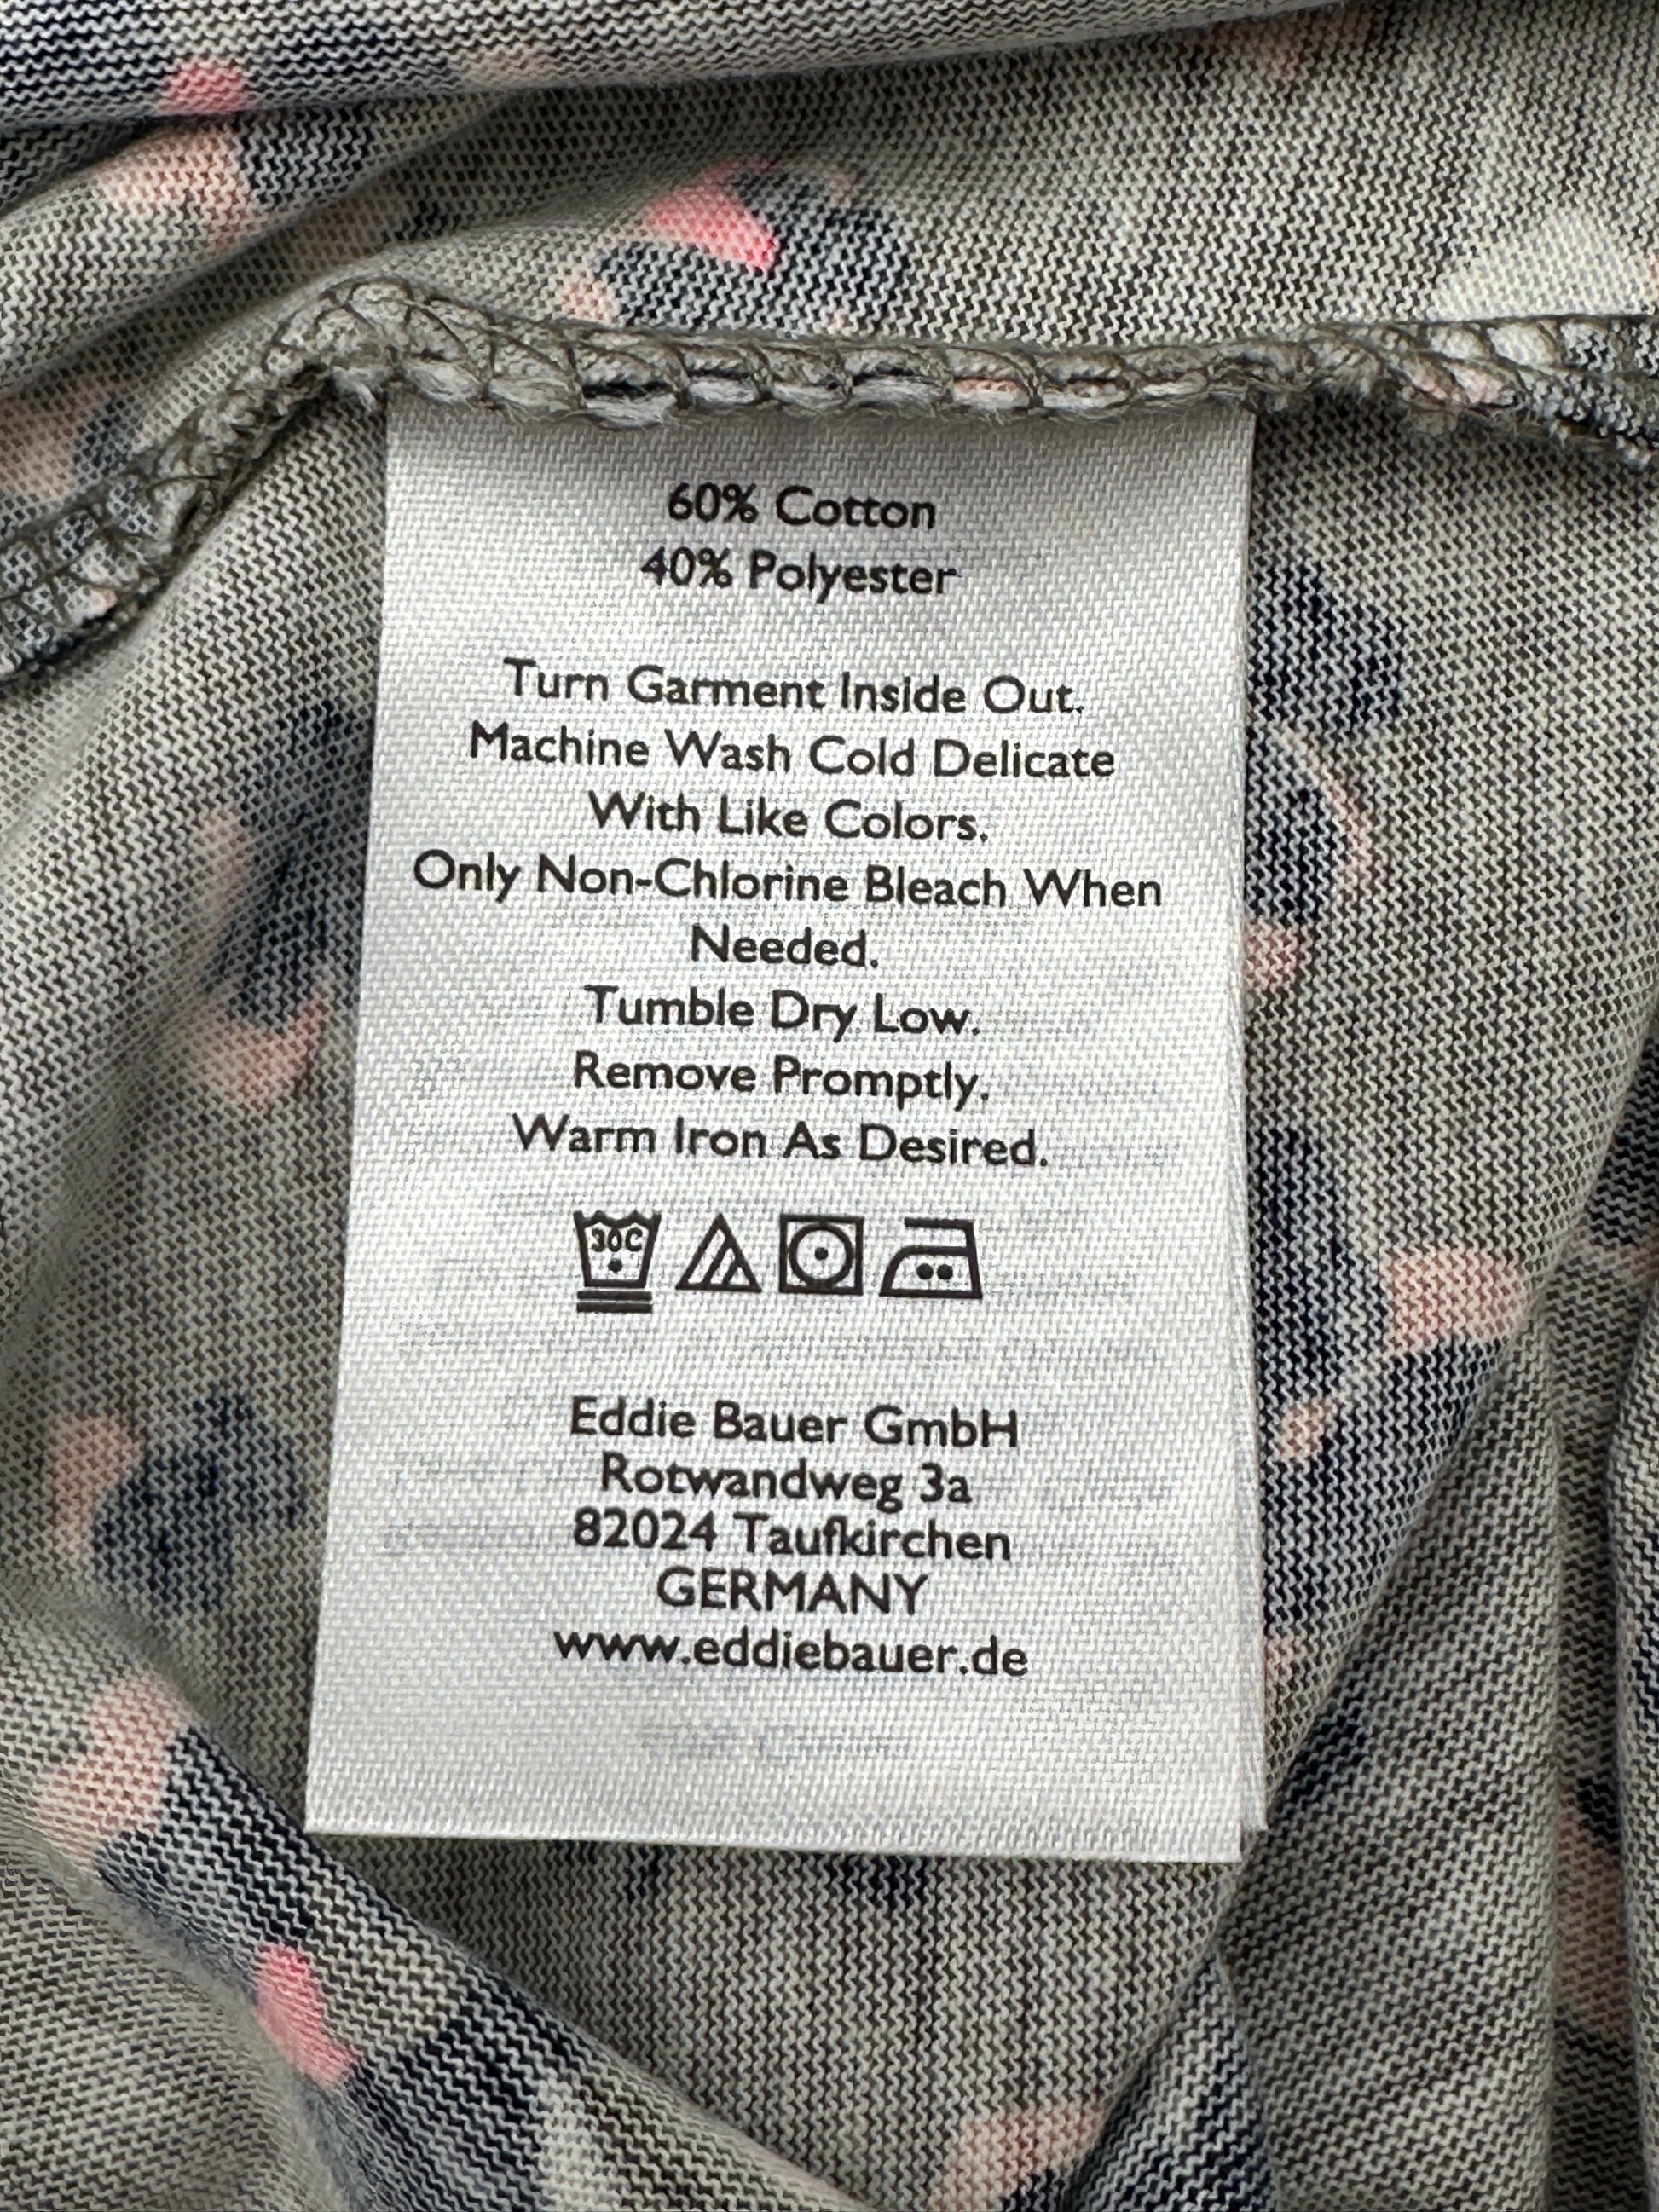 60% Cotton
40% Polyester
Turn Garment Inside Out.
Machine Wash Cold Delicate
With Like Colors.
Only Non-Chlorine Bleach When
Needed.
Tumble Dry Low.
Remove Promptly.
Warm Iron As Desired.
30C
Eddie Bauer GmbH
Rotwandweg 3a
82024 Taufkirchen
GERMANY
www.eddiebauer.de